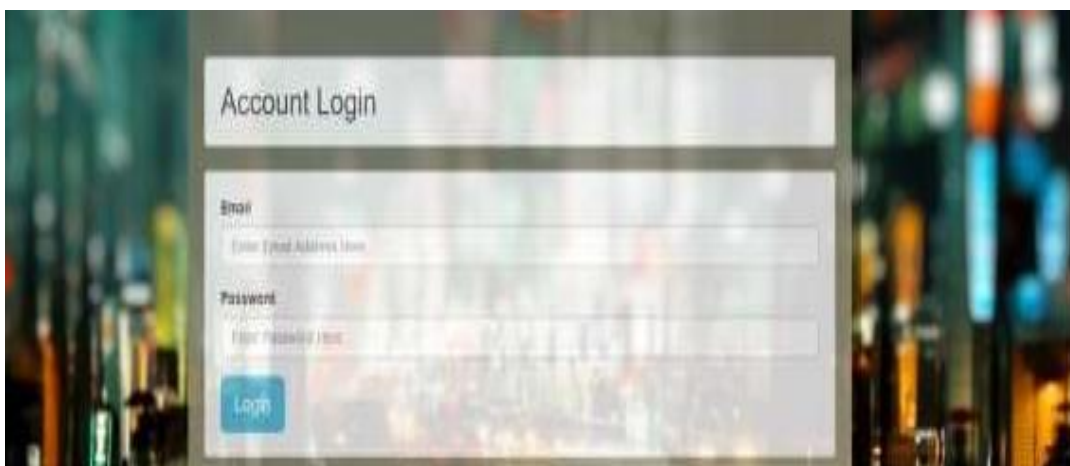 Account Login
Email
Enter Email Address Here
Password
Enter Password Here
Login